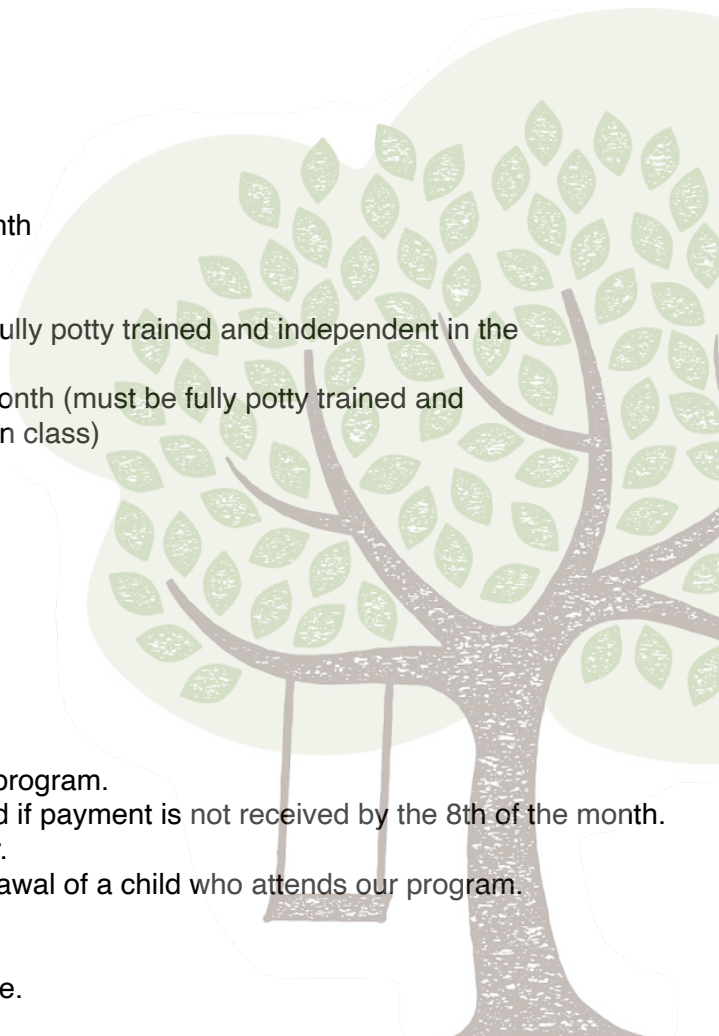 nth
ully potty trained and independent in the
onth (must be fully potty trained and
n class)
program.
d if payment is not received by the 8th of the month.
.
awal of a child who attends our program.
e.